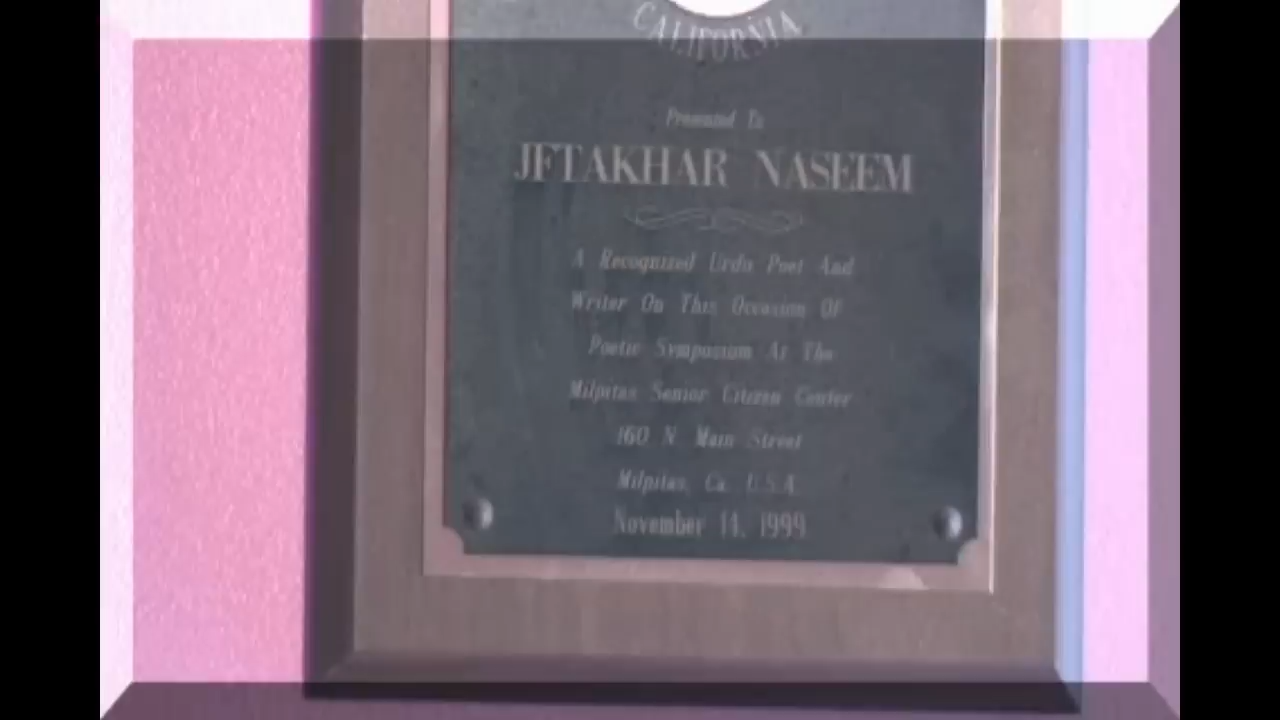 CALIFORNIA
Presented To
JFTAKHAR NASEEM
A Recognized Urdu Poet And
Writer On This Occasion Of
Poetic Symposium At The
Milpitas Senior Citizen Center
160 N Main Street
Milpitas, Ca. U.S.A.
November 14, 1999